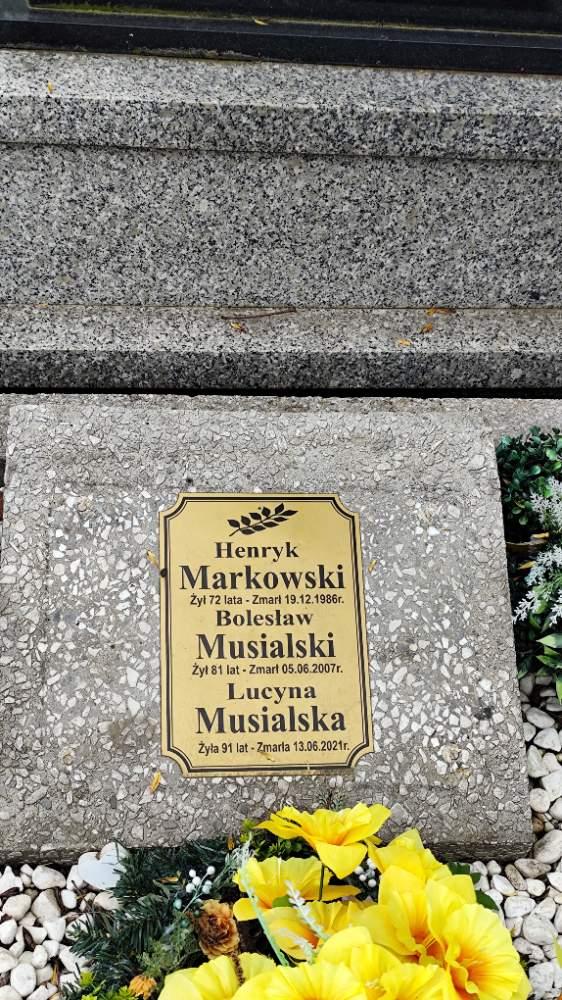 Henryk
Markowski
Żył 72 lata - Zmarł 19.12.1986r.
Bolesław
Musialski
Żył 81 lat - Zmarł 05.06.2007r.
Lucyna
Musialska
Żyła 91 lat - Zmarła 13.06.2021r.